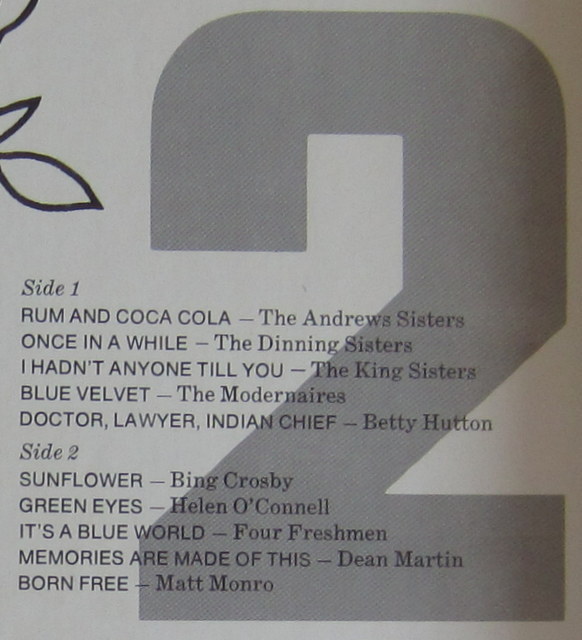 2
Side 1
RUM AND COCA COLA — The Andrews Sisters
ONCE IN A WHILE — The Dinning Sisters
I HADN'T ANYONE TILL YOU — The King Sisters
BLUE VELVET — The Modernaires
DOCTOR, LAWYER, INDIAN CHIEF — Betty Hutton
Side 2
SUNFLOWER — Bing Crosby
GREEN EYES — Helen O'Connell
IT'S A BLUE WORLD — Four Freshmen
MEMORIES ARE MADE OF THIS — Dean Martin
BORN FREE — Matt Monro